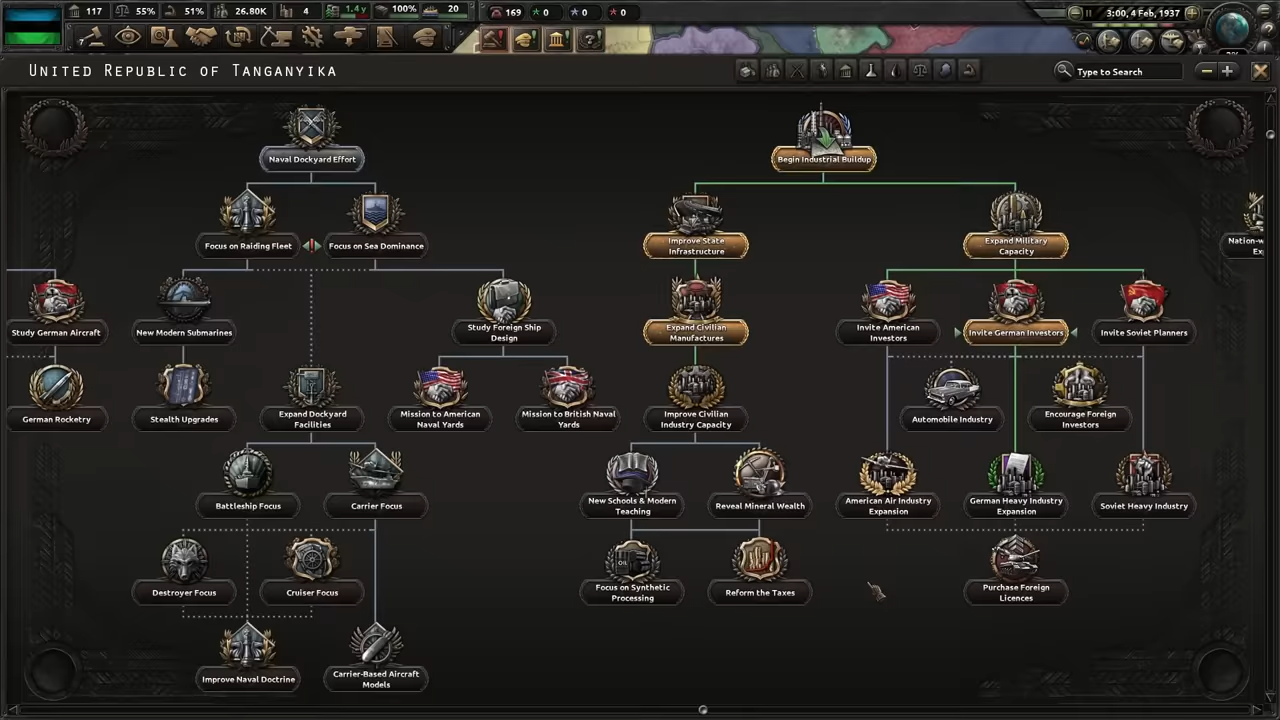 117
55%
51%
26.80K
4
1.4y
100%
20
169
0
0
0
3:00, 4 Feb, 1937
United Republic of Tanganyika
Type to Search
Naval Dockyard Effort
Begin Industrial Buildup
Focus on Raiding Fleet
Focus on Sea Dominance
Improve State
Infrastructure
Expand Military
Capacity
Study German Aircraft
New Modern Submarines
Study Foreign Ship
Design
Expand Civilian
Manufactures
Invite American
Investors
Invite German Investors
Invite Soviet Planners
German Rocketry
Stealth Upgrades
Expand Dockyard
Facilities
Mission to American
Naval Yards
Mission to British Naval
Yards
Improve Civilian
Industry Capacity
Automobile Industry
Encourage Foreign
Investors
Battleship Focus
Carrier Focus
New Schools & Modern
Teaching
Reveal Mineral Wealth
American Air Industry
Expansion
German Heavy Industry
Expansion
Soviet Heavy Industry
Destroyer Focus
Cruiser Focus
OIL
Focus on Synthetic
Processing
Reform the Taxes
Purchase Foreign
Licences
Improve Naval Doctrine
Carrier-Based Aircraft
Models